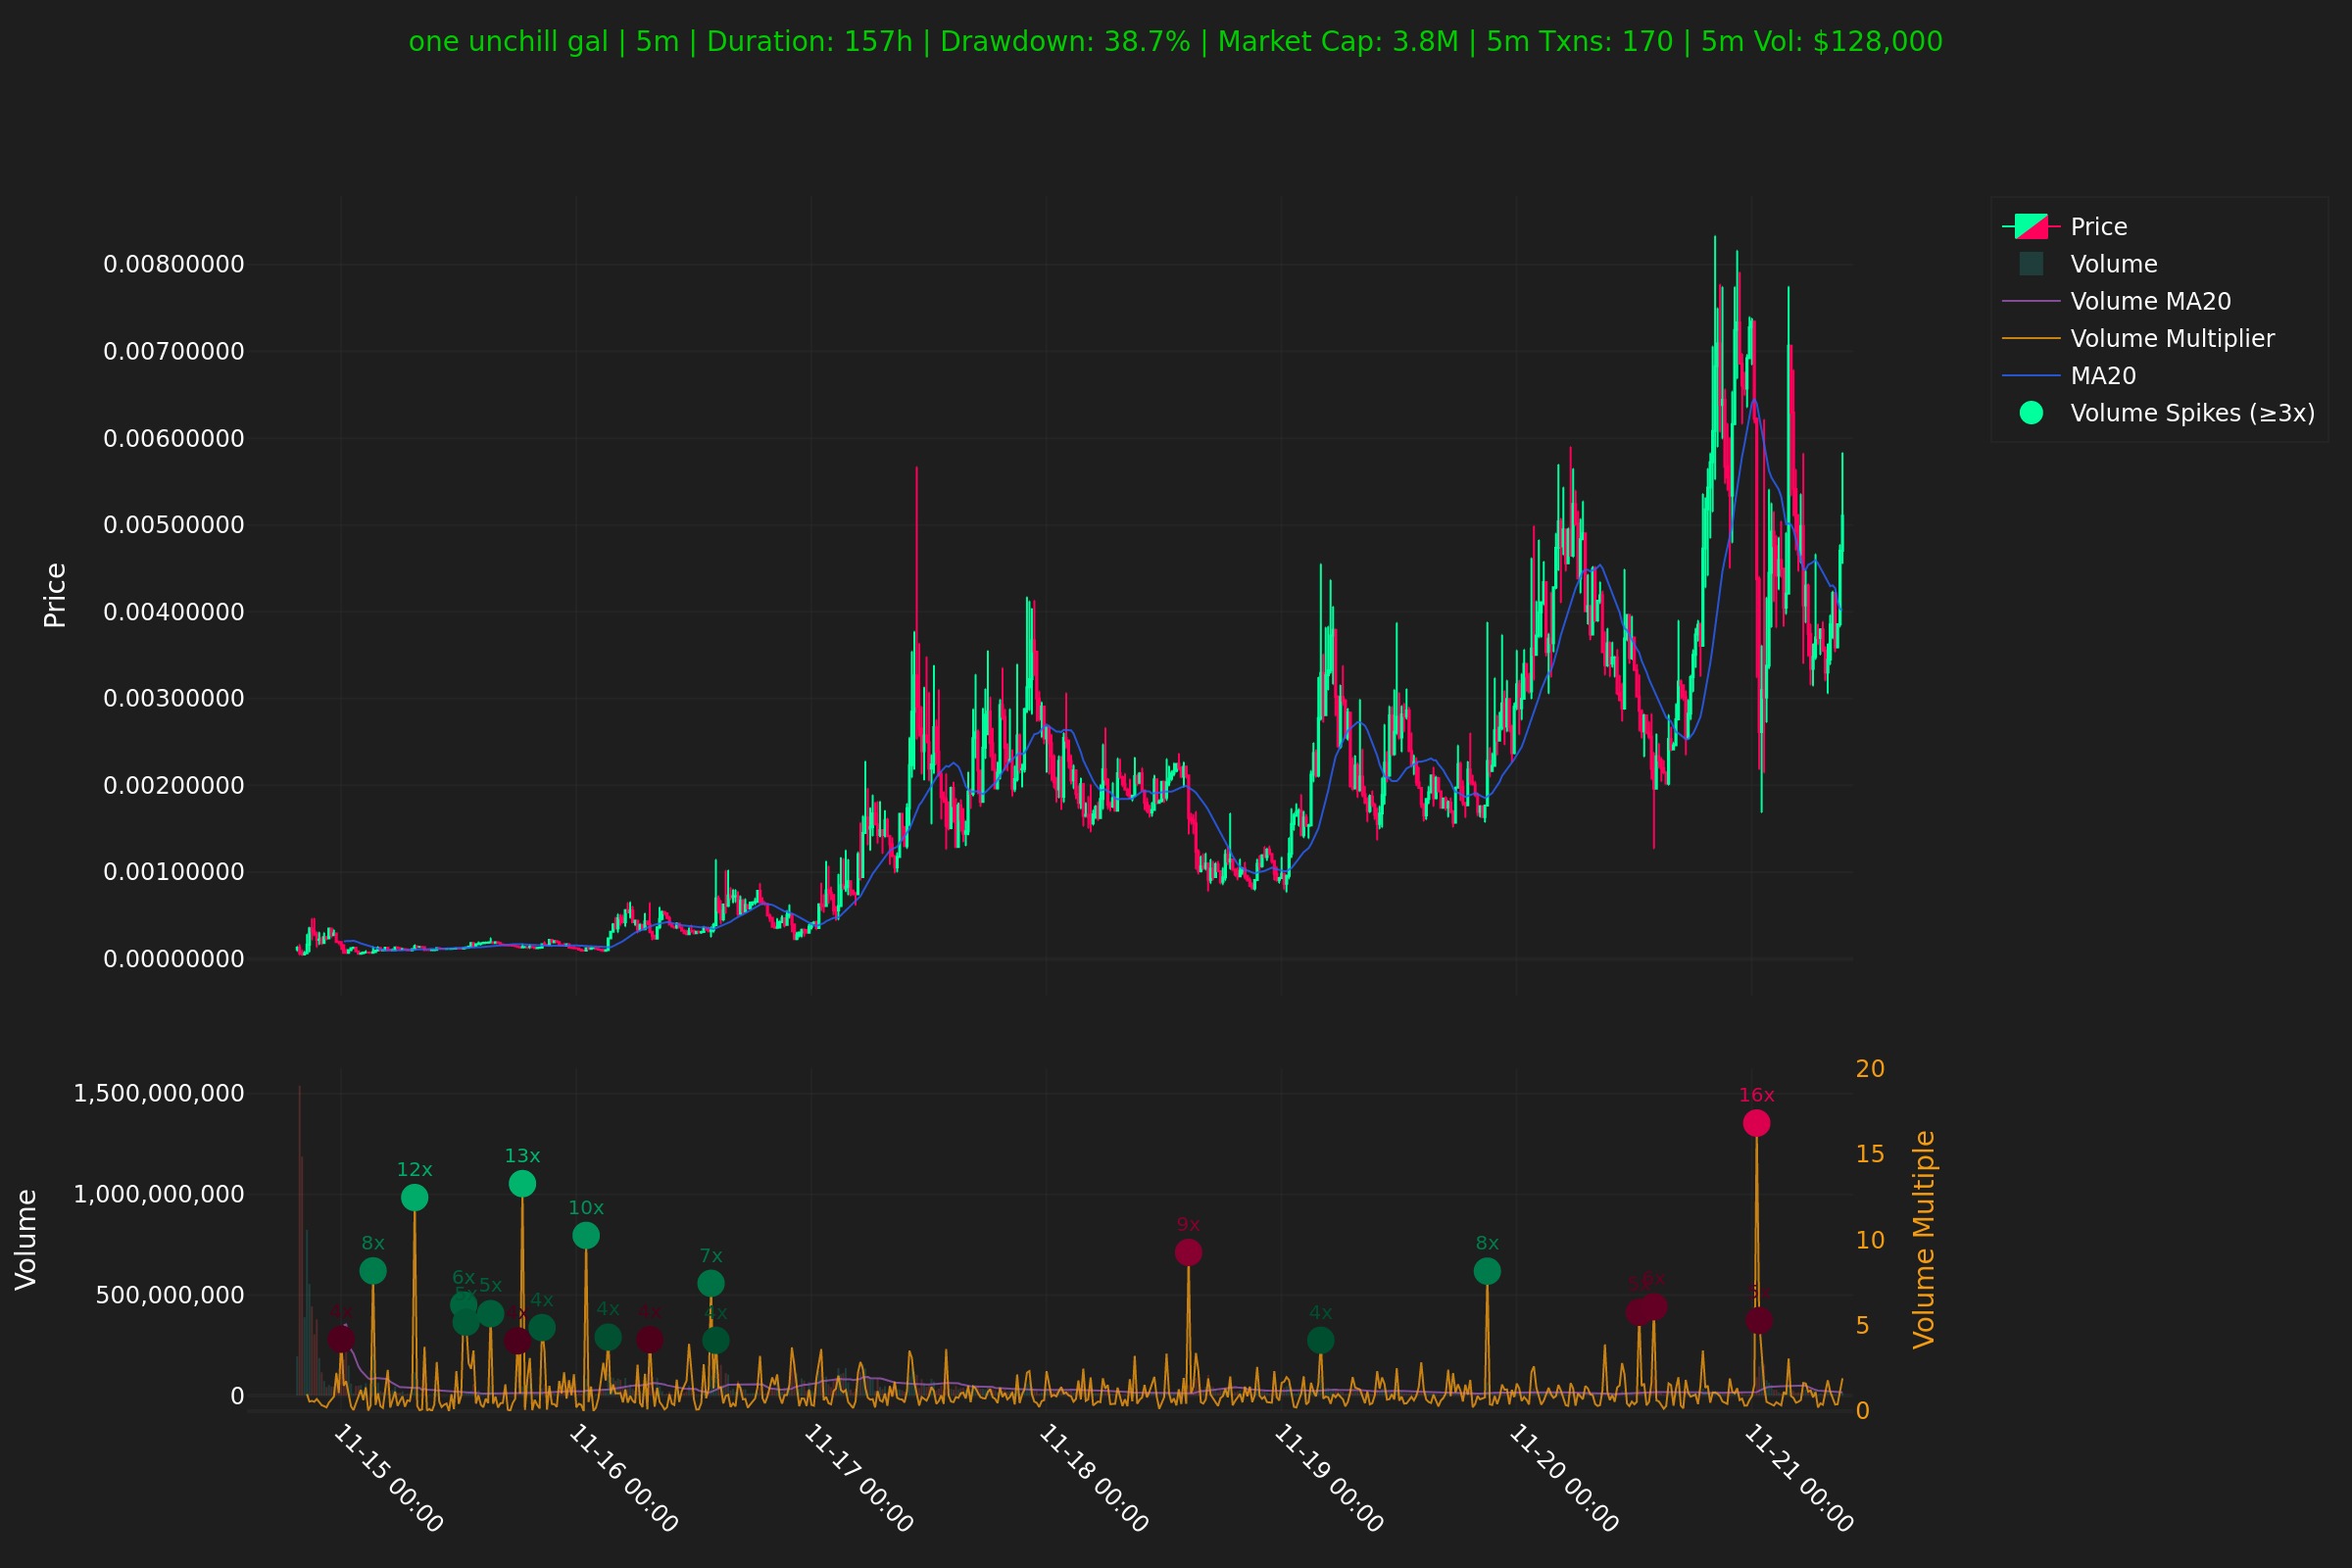 one unchill gal | 5m | Duration: 157h | Drawdown: 38.7% | Market Cap: 3.8M | 5m Txns: 170 | 5m Vol: $128,000
Price
0.00800000
0.00700000
0.00600000
0.00500000
0.00400000
0.00300000
0.00200000
0.00100000
0.00000000
Price
Volume
Volume MA20
Volume Multiplier
MA20
Volume Spikes (≥3x)
Volume
1,500,000,000
1,000,000,000
500,000,000
0
4x
8x
12x
6x
5x
13x
4x
10x
4x
4x
7x
4x
9x
4x
8x
16x
20
15
10
5
0
Volume Multiple
11-15 00:00
11-16 00:00
11-17 00:00
11-18 00:00
11-19 00:00
11-20 00:00
11-21 00:00